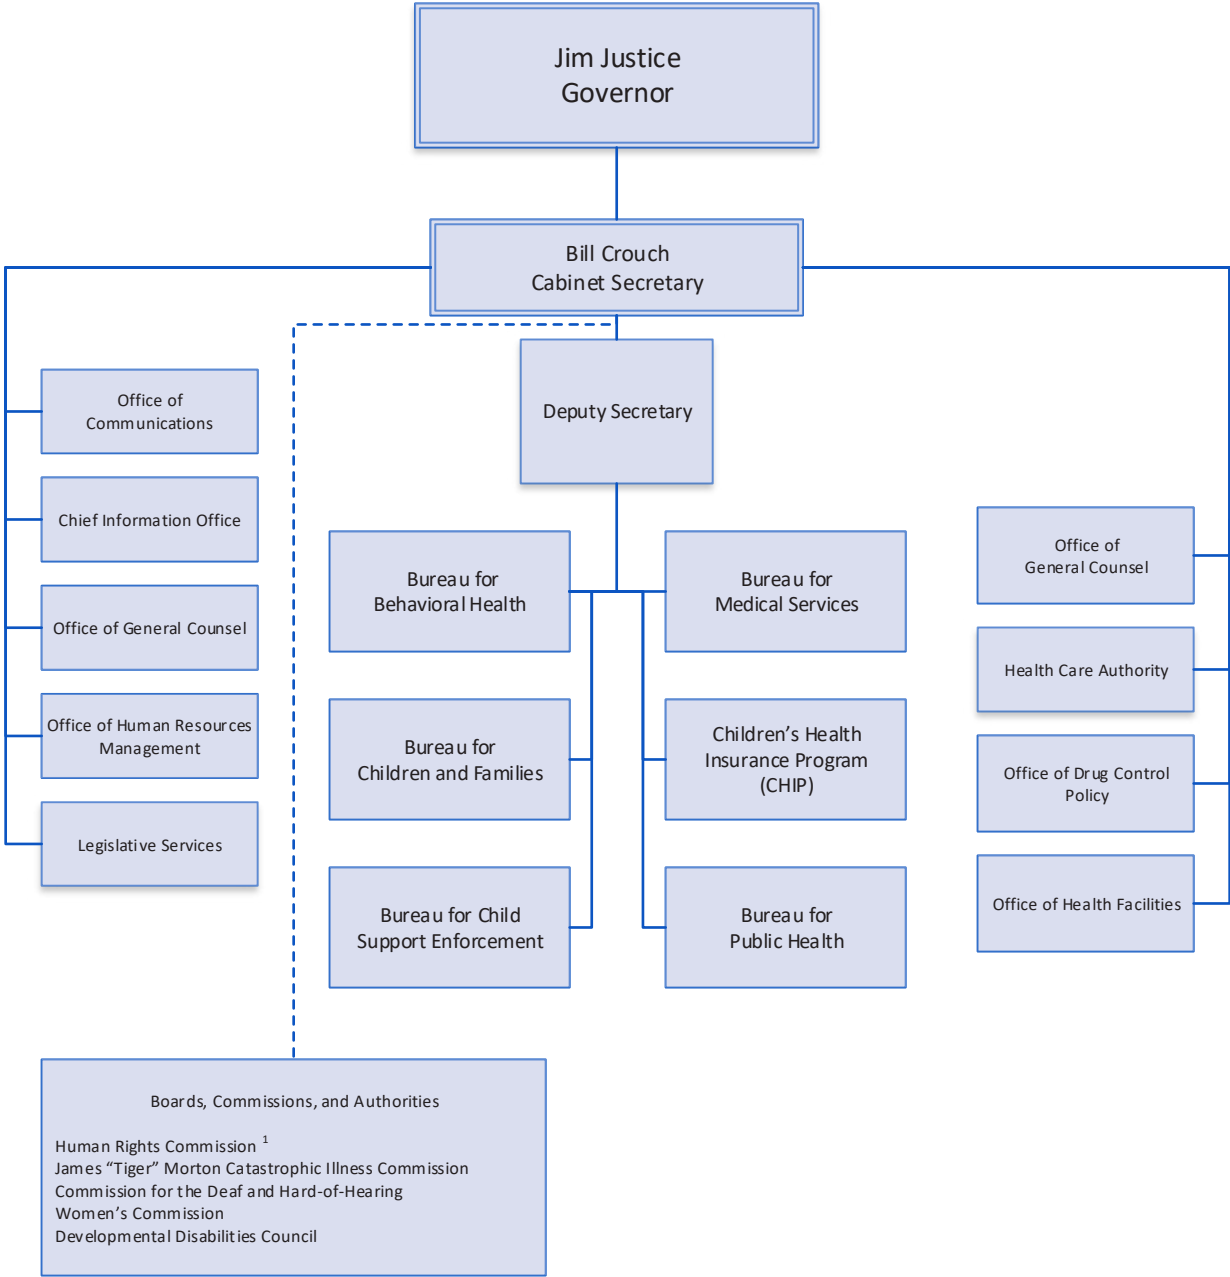 Jim Justice
Governor
Bill Crouch
Cabinet Secretary
Deputy Secretary
Office of
Communications
Chief Information Office
Office of General Counsel
Office of Human Resources
Management
Legislative Services
Bureau for
Behavioral Health
Bureau for
Children and Families
Bureau for Child
Support Enforcement
Bureau for
Medical Services
Children’s Health
Insurance Program
(CHIP)
Bureau for
Public Health
Office of
General Counsel
Health Care Authority
Office of Drug Control
Policy
Office of Health Facilities
Boards, Commissions, and Authorities
Human Rights Commission ¹
James “Tiger” Morton Catastrophic Illness Commission
Commission for the Deaf and Hard-of-Hearing
Women’s Commission
Developmental Disabilities Council